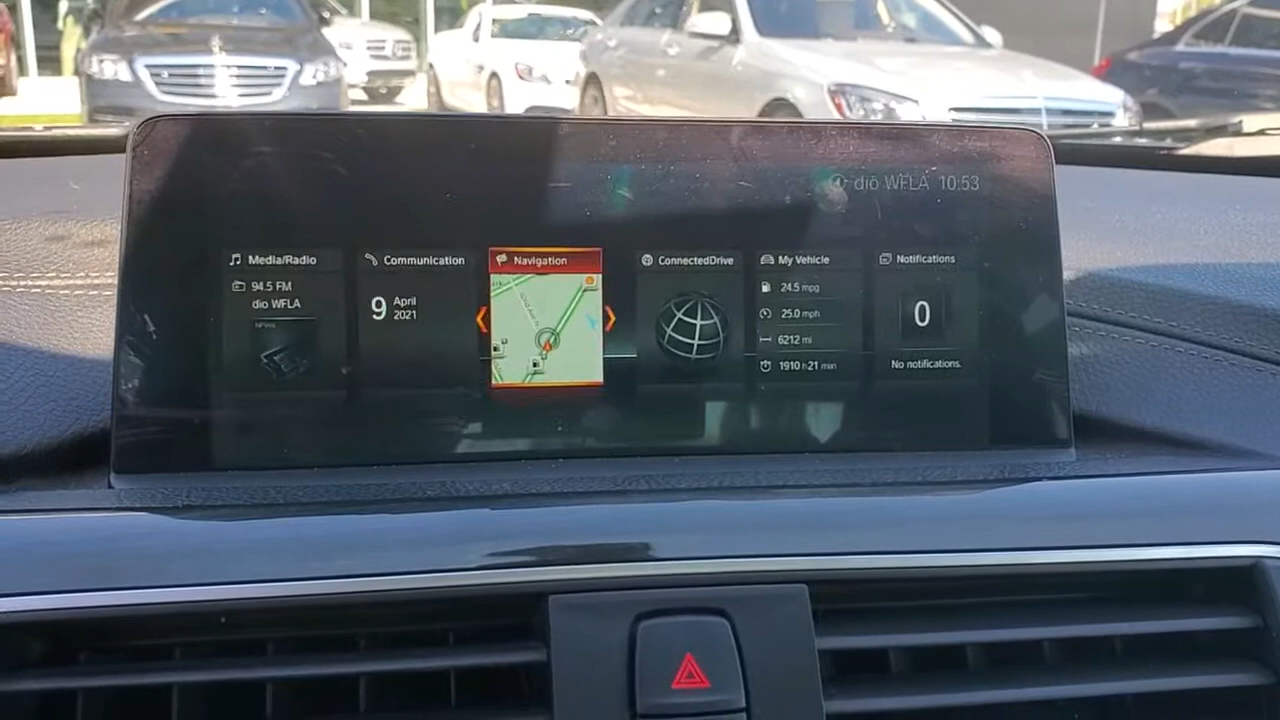 diō WFLA 10:53
Media/Radio
94.5 FM
dio WFLA
Communication
9 April
2021
Navigation
ConnectedDrive
My Vehicle
24.5 mpg
25.0 mph
6212 mi
1910 h 21 min
Notifications
0
No notifications.